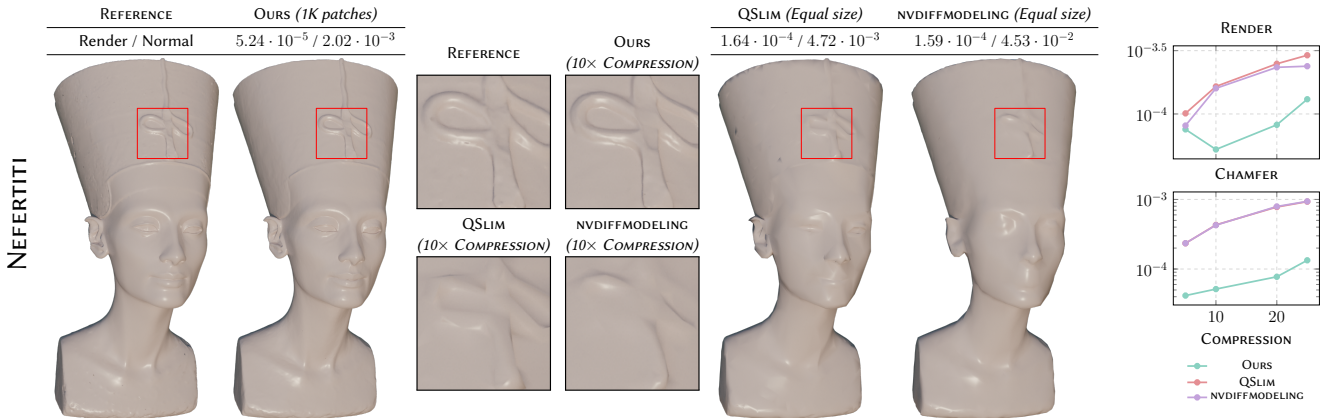 NEFERTITI
REFERENCE
Render / Normal
OURS (1K patches)
5.24 · 10⁻⁵ / 2.02 · 10⁻³
REFERENCE
OURS
(10× COMPRESSION)
QSLIM
(10× COMPRESSION)
NVDIFFMODELING
(10× COMPRESSION)
QSLIM (Equal size)
1.64 · 10⁻⁴ / 4.72 · 10⁻³
NVDIFFMODELING (Equal size)
1.59 · 10⁻⁴ / 4.53 · 10⁻²
RENDER
10⁻³·⁵
10⁻⁴
CHAMFER
10⁻³
10⁻⁴
10 20
COMPRESSION
OURS
QSLIM
NVDIFFMODELING